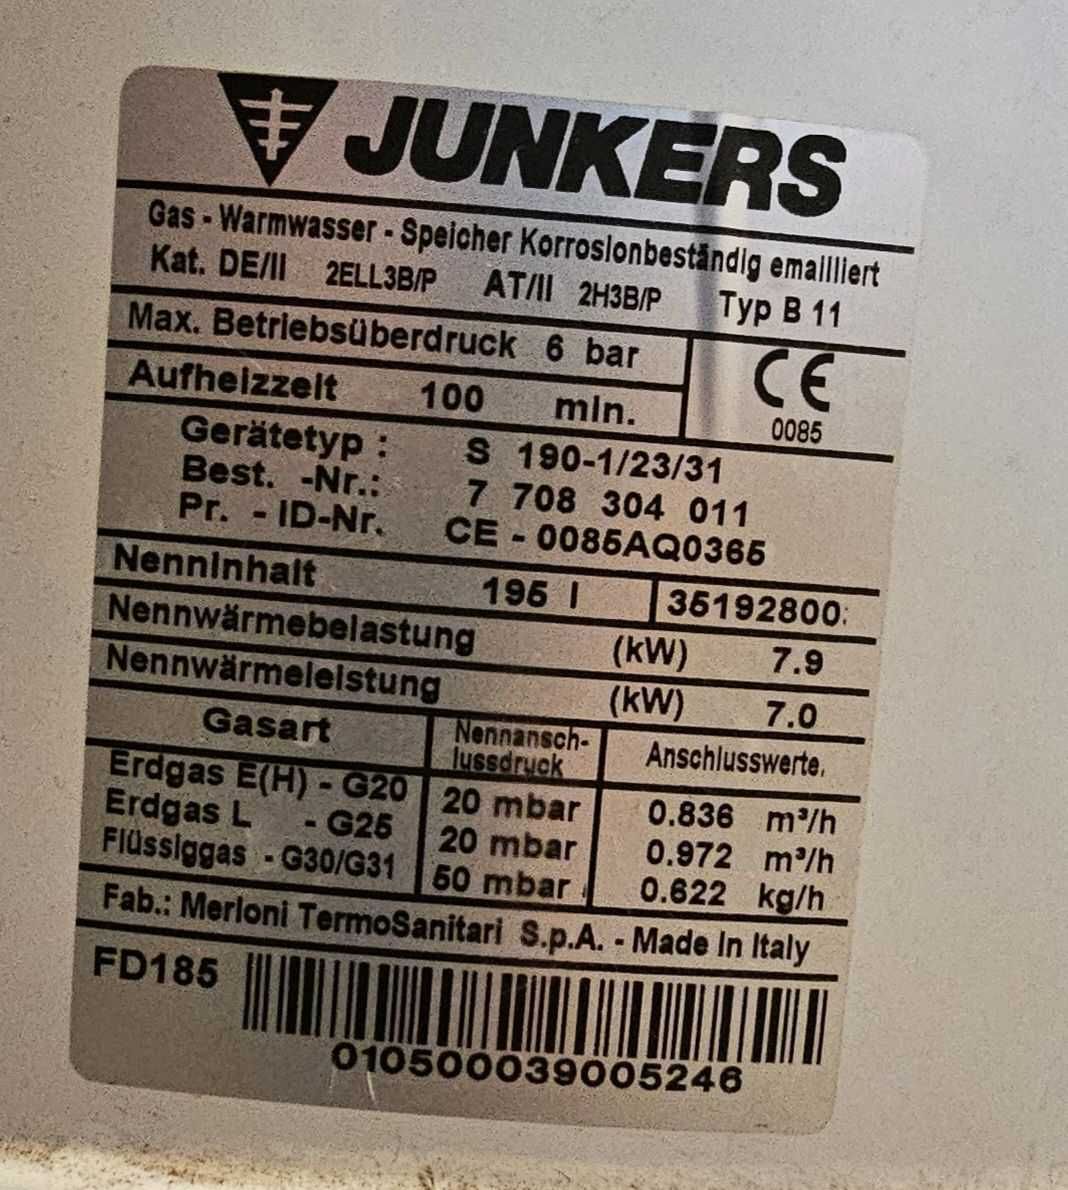 JUNKERS
Gas - Warmwasser - Speicher Korrosionbeständig emailliert
Kat. DE/II 2ELL3B/P AT/II 2H3B/P Typ B 11
Max. Betriebsüberdruck 6 bar
CE
Aufheizzeit 100 min.
0085
Gerätetyp : S 190-1/23/31
Best. -Nr.: 7 708 304 011
Pr. - ID-Nr. CE - 0085AQ0365
Nenninhalt 195 l 35192800
Nennwärmebelastung (kW) 7.9
Nennwärmeleistung (kW) 7.0
Gasart Nennansch-lussdruck Anschlusswerte.
Erdgas E(H) - G20 20 mbar 0.836 m³/h
Erdgas L - G25 20 mbar 0.972 m³/h
Flüssiggas - G30/G31 50 mbar 0.622 kg/h
Fab.: Merloni TermoSanitari S.p.A. - Made in Italy
FD185
010500039005246